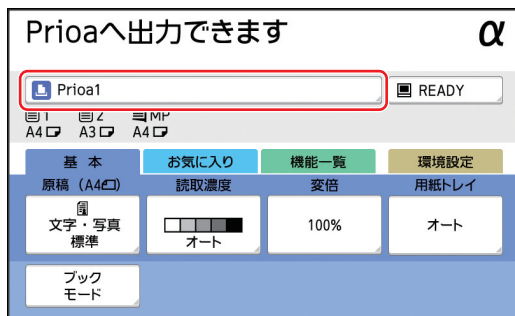 Prioaへ出力できます
α
Prioa1
READY
1 2 MP
A4 A3 A4
基本 お気に入り 機能一覧 環境設定
原稿（A4） 読取濃度 変倍 用紙トレイ
文字・写真
標準
オート
100%
オート
ブック
モード